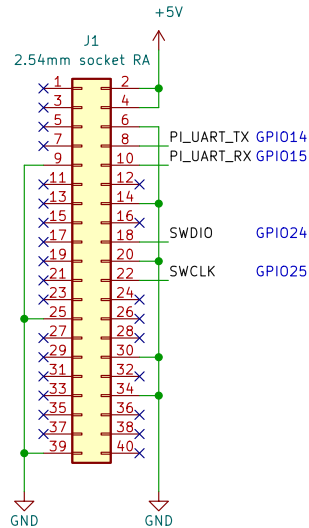 +5V
J1
2.54mm socket RA
1 2
3 4
5 6
7 8 PI_UART_TX GPIO14
9 10 PI_UART_RX GPIO15
11 12
13 14
15 16
17 18 SWDIO GPIO24
19 20
21 22 SWCLK GPIO25
23 24
25 26
27 28
29 30
31 32
33 34
35 36
37 38
39 40
GND GND